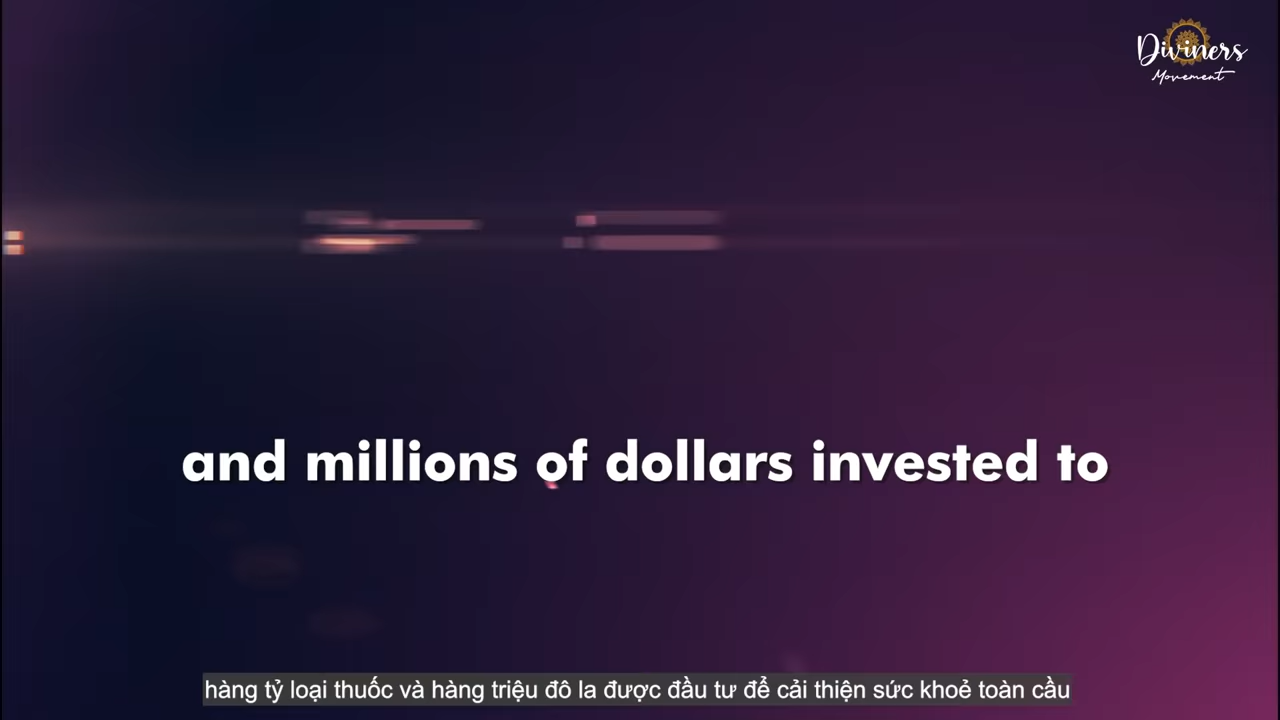 Diviners
Movement
and millions of dollars invested to
hàng tỷ loại thuốc và hàng triệu đô la được đầu tư để cải thiện sức khoẻ toàn cầu